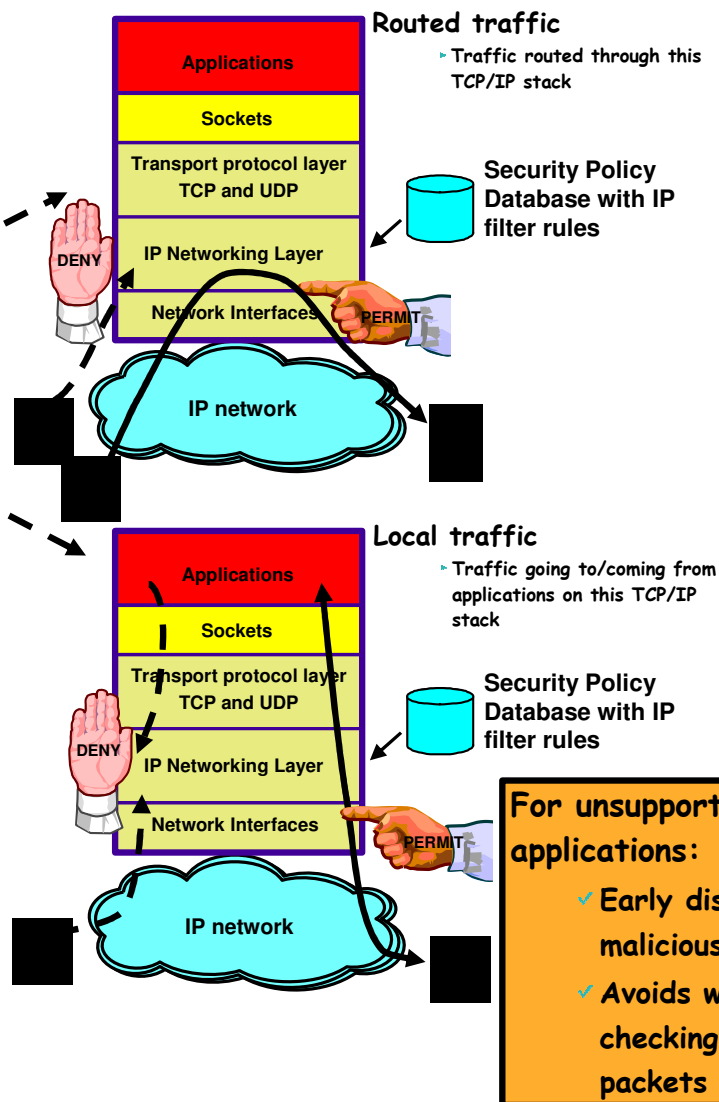 Routed traffic
Traffic routed through this
TCP/IP stack
Applications
Sockets
Transport protocol layer
TCP and UDP
IP Networking Layer
Network Interfaces
DENY
PERMIT
Security Policy
Database with IP
filter rules
IP network
Local traffic
Traffic going to/coming from
applications on this TCP/IP
stack
Applications
Sockets
Transport protocol layer
TCP and UDP
IP Networking Layer
Network Interfaces
DENY
PERMIT
Security Policy
Database with IP
filter rules
IP network
For
applications:
Early
Avoids
checking
packets